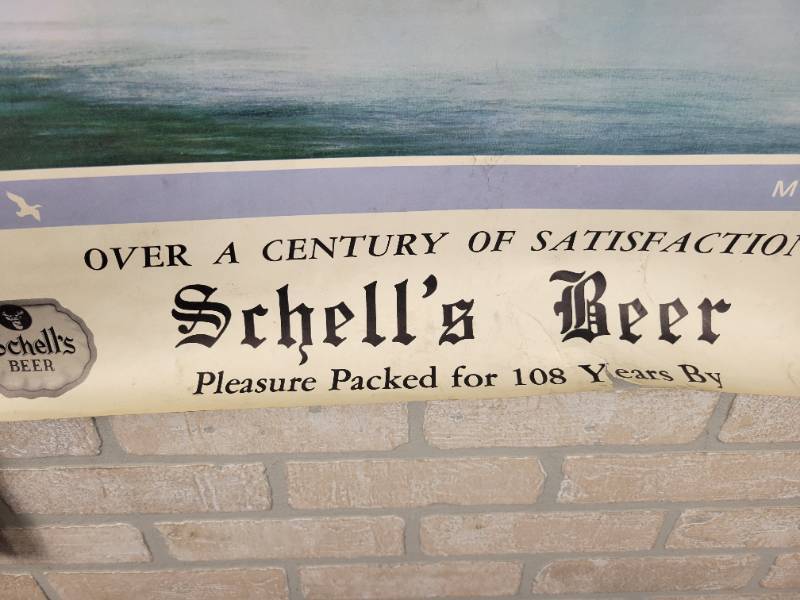 M
OVER A CENTURY OF SATISFACTION
Schell's Beer
Schell's
BEER
Pleasure Packed for 108 Years By